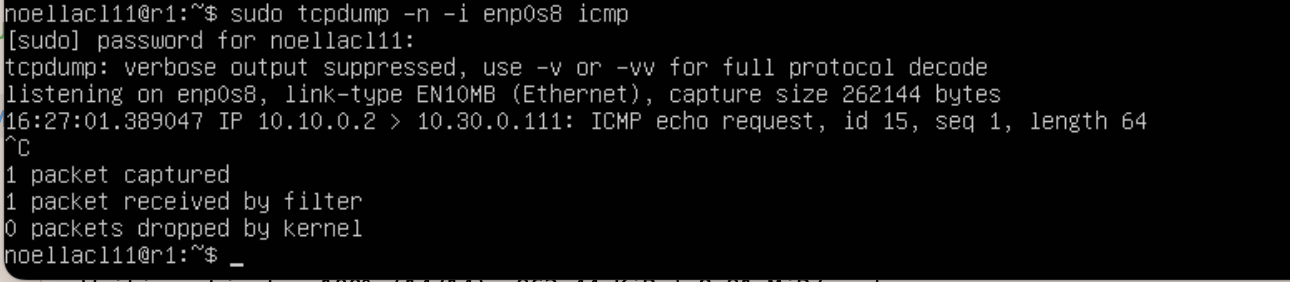 noellacl11@r1:~$ sudo tcpdump -n -i enp0s8 icmp
[sudo] password for noellacl11:
tcpdump: verbose output suppressed, use -v or -vv for full protocol decode
listening on enp0s8, link-type EN10MB (Ethernet), capture size 262144 bytes
16:27:01.389047 IP 10.10.0.2 > 10.30.0.111: ICMP echo request, id 15, seq 1, length 64
^C
1 packet captured
1 packet received by filter
0 packets dropped by kernel
noellacl11@r1:~$ _